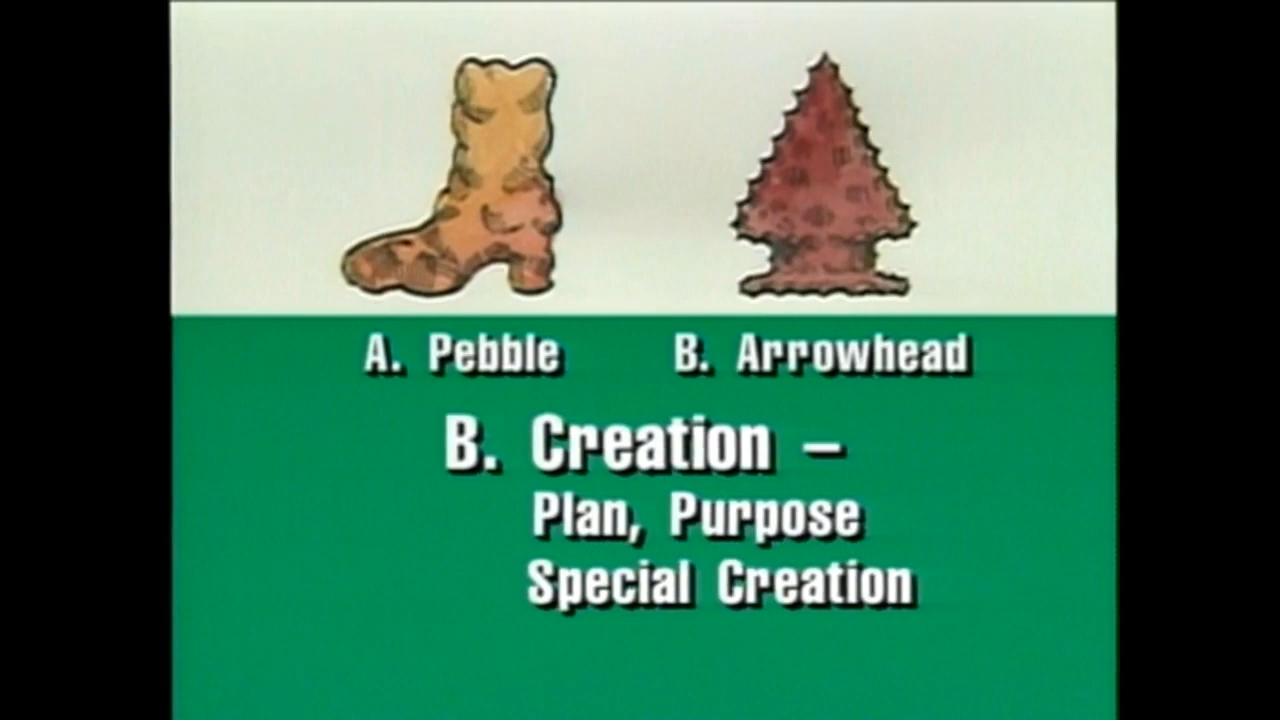 A. Pebble B. Arrowhead
B. Creation –
Plan, Purpose
Special Creation